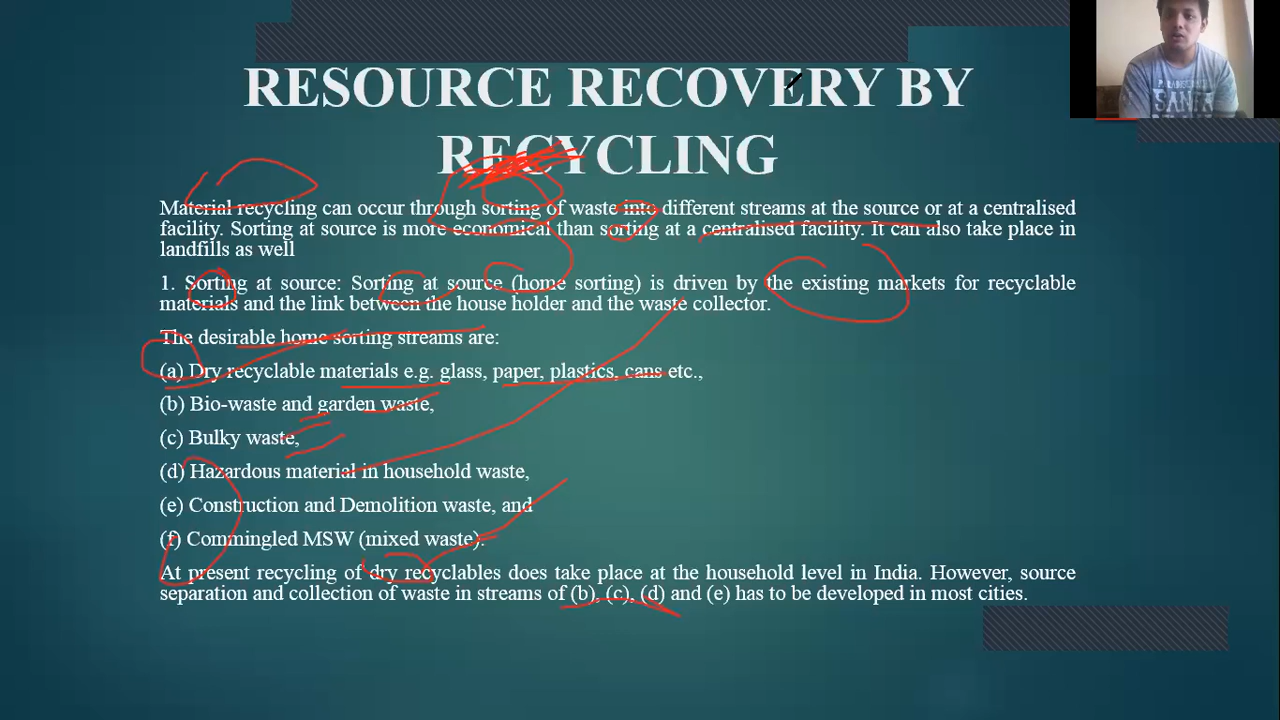 RESOURCE RECOVERY BY
RECYCLING
Material recycling can occur through sorting of waste into different streams at the source or at a centralised
facility. Sorting at source is more economical than sorting at a centralised facility. It can also take place in
landfills as well
1. Sorting at source: Sorting at source (home sorting) is driven by the existing markets for recyclable
materials and the link between the house holder and the waste collector.
The desirable home sorting streams are:
(a) Dry recyclable materials e.g. glass, paper, plastics, cans etc.,
(b) Bio-waste and garden waste,
(c) Bulky waste,
(d) Hazardous material in household waste,
(e) Construction and Demolition waste, and
(f) Commingled MSW (mixed waste).
At present recycling of dry recyclables does take place at the household level in India. However, source
separation and collection of waste in streams of (b), (c), (d) and (e) has to be developed in most cities.